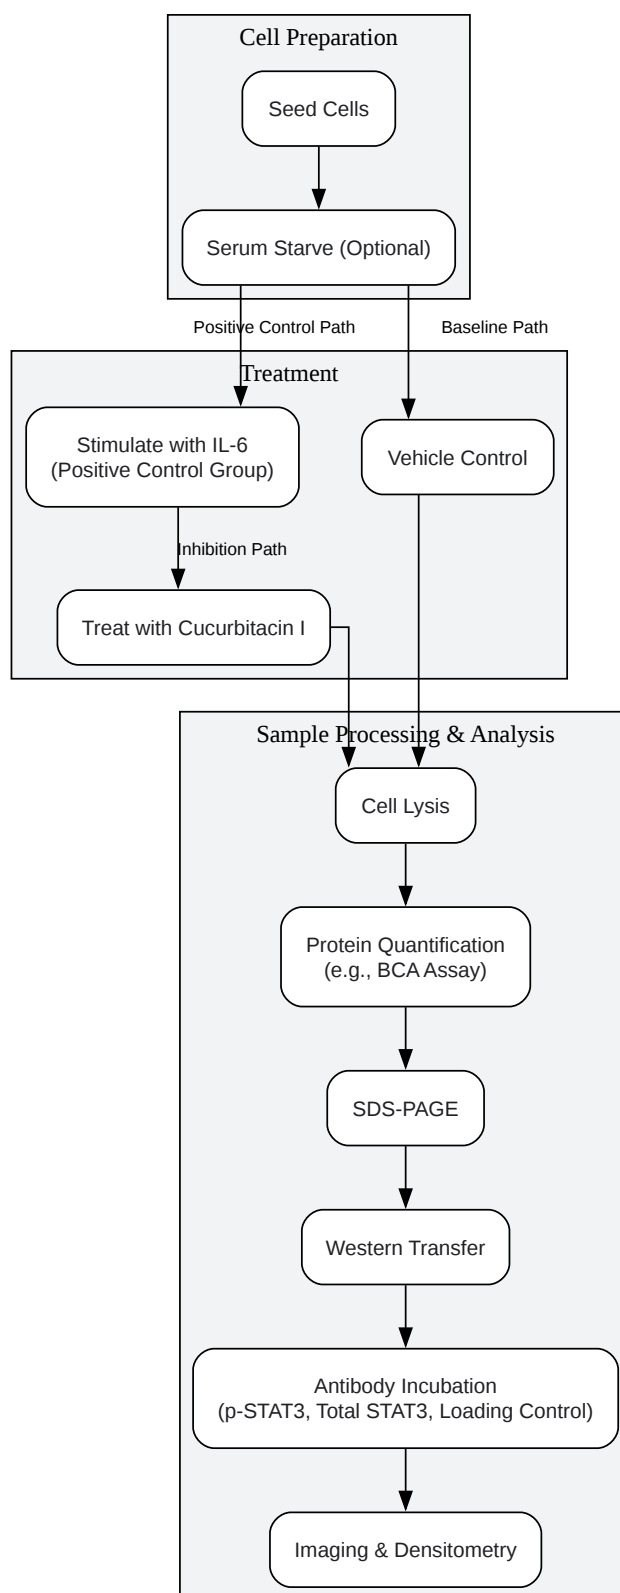 Cell Preparation
Seed Cells
Serum Starve (Optional)
Positive Control Path
Baseline Path
Treatment
Stimulate with IL-6
(Positive Control Group)
Vehicle Control
Inhibition Path
Treat with Cucurbitacin I
Sample Processing & Analysis
Cell Lysis
Protein Quantification
(e.g., BCA Assay)
SDS-PAGE
Western Transfer
Antibody Incubation
(p-STAT3, Total STAT3, Loading Control)
Imaging & Densitometry